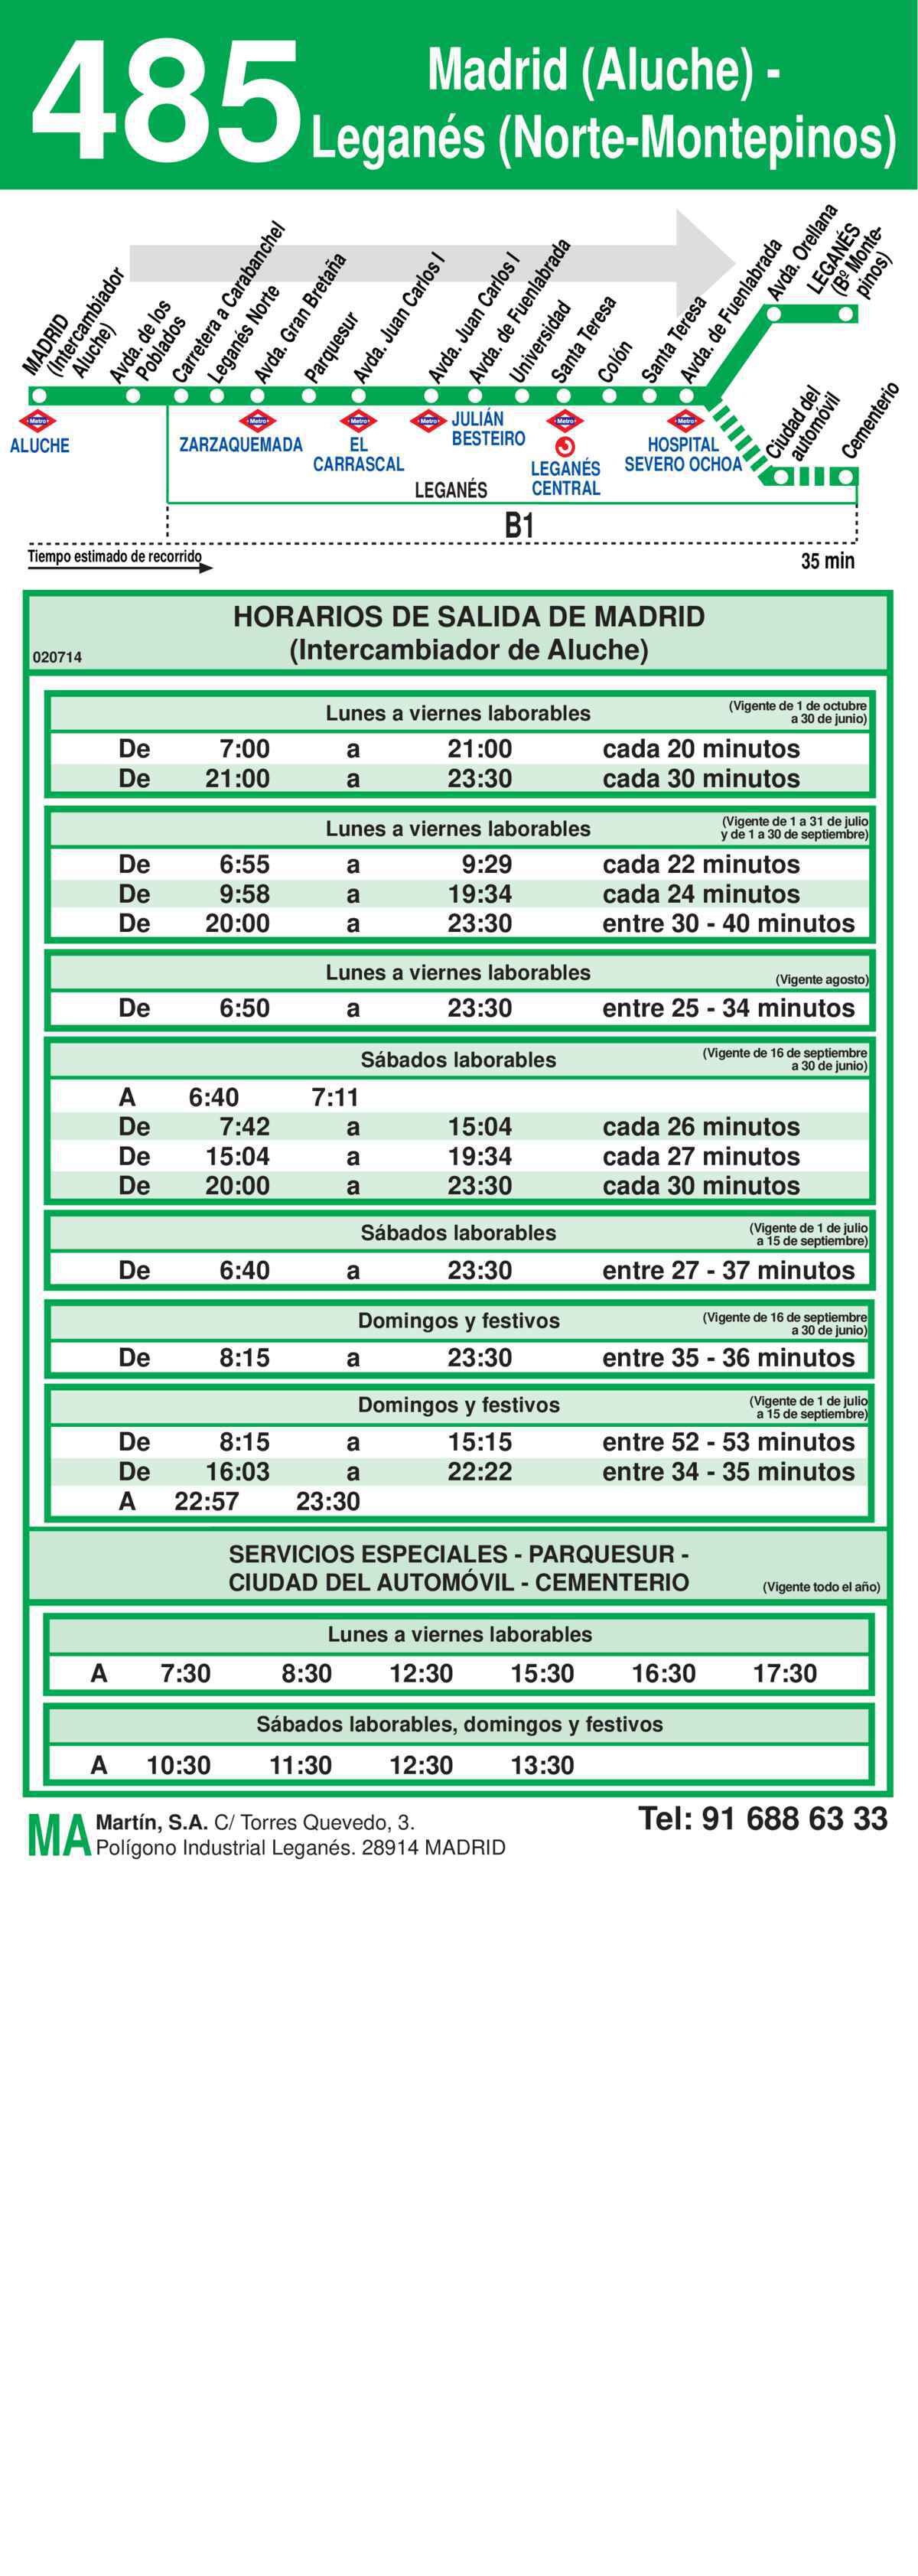 485
Madrid (Aluche) -
Leganés (Norte-Montepinos)
MADRID
(Intercambiador
Aluche)
Avda. de los
Poblados
Carretera a Carabanchel
Leganés Norte
Avda. Gran Bretaña
Parquesur
Avda. Juan Carlos I
Avda. Juan Carlos I
Avda. de Fuenlabrada
Universidad
Santa Teresa
Colón
Santa Teresa
Avda. de Fuenlabrada
Avda. Orellana
LEGANÉS
(Bº Monte-
pinos)
Ciudad del
automóvil
Cementerio
Metro
ALUCHE
Metro
ZARZAQUEMADA
Metro
EL
CARRASCAL
Metro
JULIÁN
BESTEIRO
Metro
LEGANÉS
CENTRAL
Metro
HOSPITAL
SEVERO OCHOA
LEGANÉS
B1
Tiempo estimado de recorrido
35 min
HORARIOS DE SALIDA DE MADRID
(Intercambiador de Aluche)
020714
Lunes a viernes laborables (Vigente de 1 de octubre
a 30 de junio)
De 7:00 a 21:00 cada 20 minutos
De 21:00 a 23:30 cada 30 minutos
Lunes a viernes laborables (Vigente de 1 a 31 de julio
y de 1 a 30 de septiembre)
De 6:55 a 9:29 cada 22 minutos
De 9:58 a 19:34 cada 24 minutos
De 20:00 a 23:30 entre 30 - 40 minutos
Lunes a viernes laborables (Vigente agosto)
De 6:50 a 23:30 entre 25 - 34 minutos
Sábados laborables (Vigente de 16 de septiembre
a 30 de junio)
A 6:40 7:11
De 7:42 a 15:04 cada 26 minutos
De 15:04 a 19:34 cada 27 minutos
De 20:00 a 23:30 cada 30 minutos
Sábados laborables (Vigente de 1 de julio
a 15 de septiembre)
De 6:40 a 23:30 entre 27 - 37 minutos
Domingos y festivos (Vigente de 16 de septiembre
a 30 de junio)
De 8:15 a 23:30 entre 35 - 36 minutos
Domingos y festivos (Vigente de 1 de julio
a 15 de septiembre)
De 8:15 a 15:15 entre 52 - 53 minutos
De 16:03 a 22:22 entre 34 - 35 minutos
A 22:57 23:30
SERVICIOS ESPECIALES - PARQUESUR -
CIUDAD DEL AUTOMÓVIL - CEMENTERIO (Vigente todo el año)
Lunes a viernes laborables
A 7:30 8:30 12:30 15:30 16:30 17:30
Sábados laborables, domingos y festivos
A 10:30 11:30 12:30 13:30
MA Martín, S.A. C/ Torres Quevedo, 3.
Polígono Industrial Leganés. 28914 MADRID
Tel: 91 688 63 33